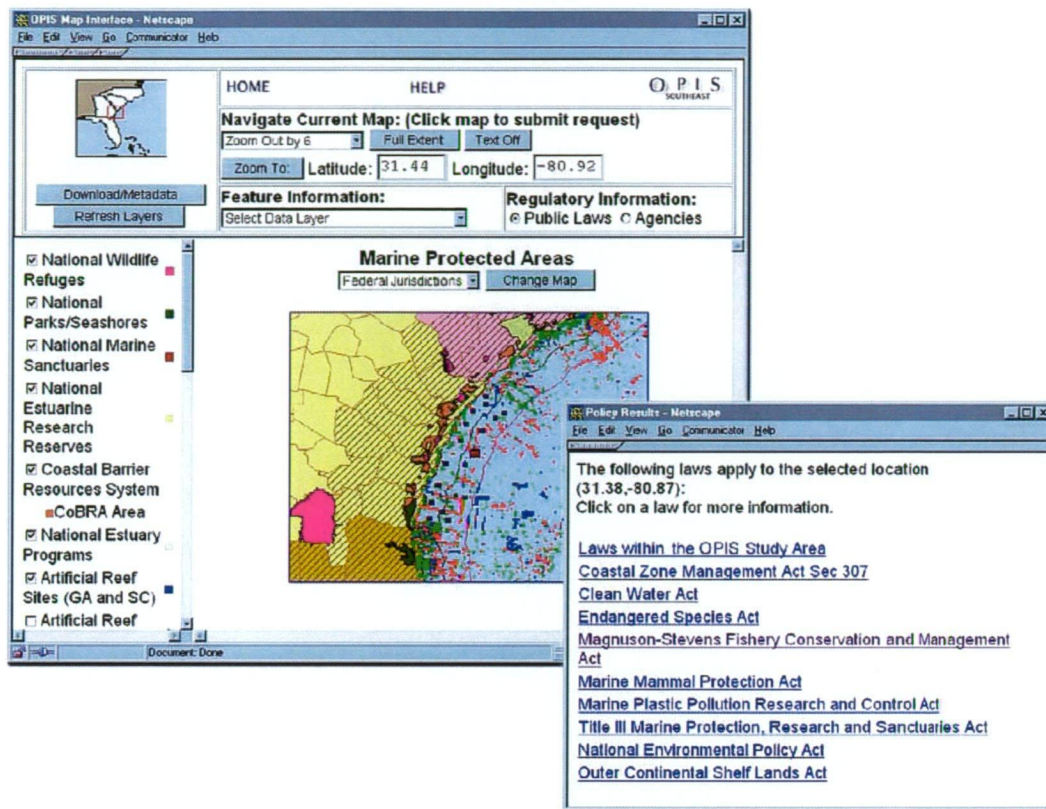 OPIS Map Interface - Netscape
File Edit View Go Communicator Help
HOME HELP OPIS
SOUTHEAST
Navigate Current Map: (Click map to submit request)
Zoom Out by 6 Full Extent Text Off
Zoom To: Latitude: 31.44 Longitude: -80.92
Download/Metadata
Refresh Layers
Feature Information:
Select Data Layer
Regulatory Information:
Public Laws Agencies
National Wildlife
Refuges
National
Parks/Seashores
National Marine
Sanctuaries
National
Estuarine
Research
Reserves
Coastal Barrier
Resources System
CoBRA Area
National Estuary
Programs
Artificial Reef
Sites (GA and SC)
Artificial Reef
Marine Protected Areas
Federal Jurisdictions Change Map
Document: Done
Policy Results - Netscape
File Edit View Go Communicator Help
The following laws apply to the selected location
(31.38,-80.87):
Click on a law for more information.
Laws within the OPIS Study Area
Coastal Zone Management Act Sec 307
Clean Water Act
Endangered Species Act
Magnuson-Stevens Fishery Conservation and Management
Act
Marine Mammal Protection Act
Marine Plastic Pollution Research and Control Act
Title III Marine Protection, Research and Sanctuaries Act
National Environmental Policy Act
Outer Continental Shelf Lands Act